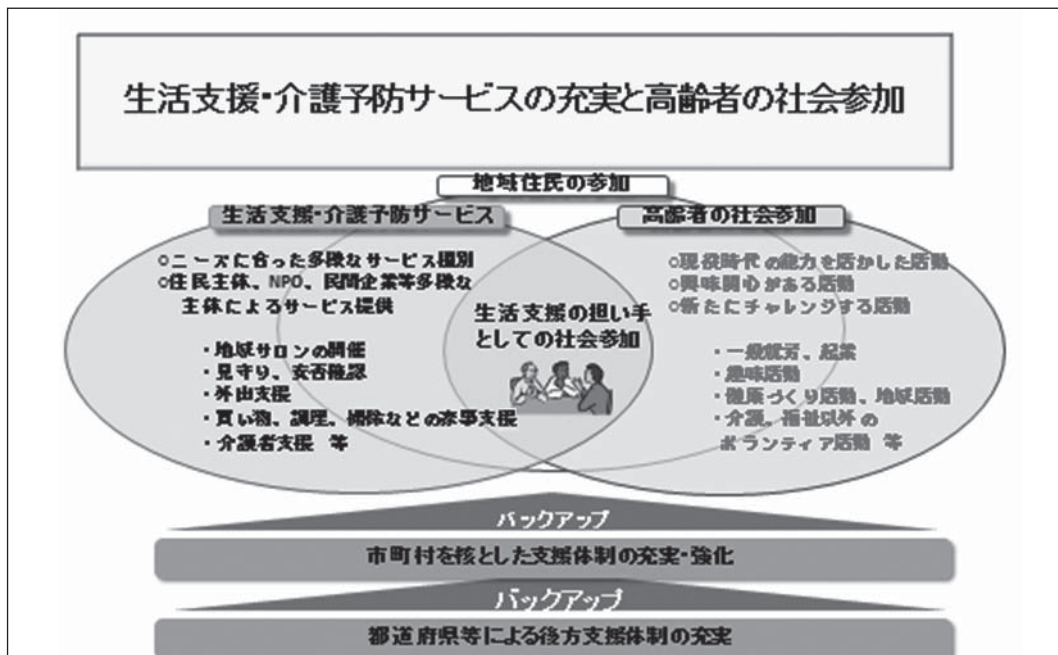 生活支援・介護予防サービスの充実と高齢者の社会参加
地域住民の参加
生活支援・介護予防サービス
○ニーズに合った多様なサービス種別
○住民主体、NPO、民間企業等多様な
主体によるサービス提供
・地域サロンの開催
・見守り、安否確認
・外出支援
・買い物、調理、掃除などの家事支援
・介護者支援 等
生活支援の担い手
としての社会参加
高齢者の社会参加
○現役時代の能力を活かした活動
○興味関心がある活動
○新たにチャレンジする活動
・一般就労、起業
・趣味活動
・健康づくり活動、地域活動
・介護、福祉以外の
ボランティア活動 等
バックアップ
市町村を核とした支援体制の充実・強化
バックアップ
都道府県等による後方支援体制の充実